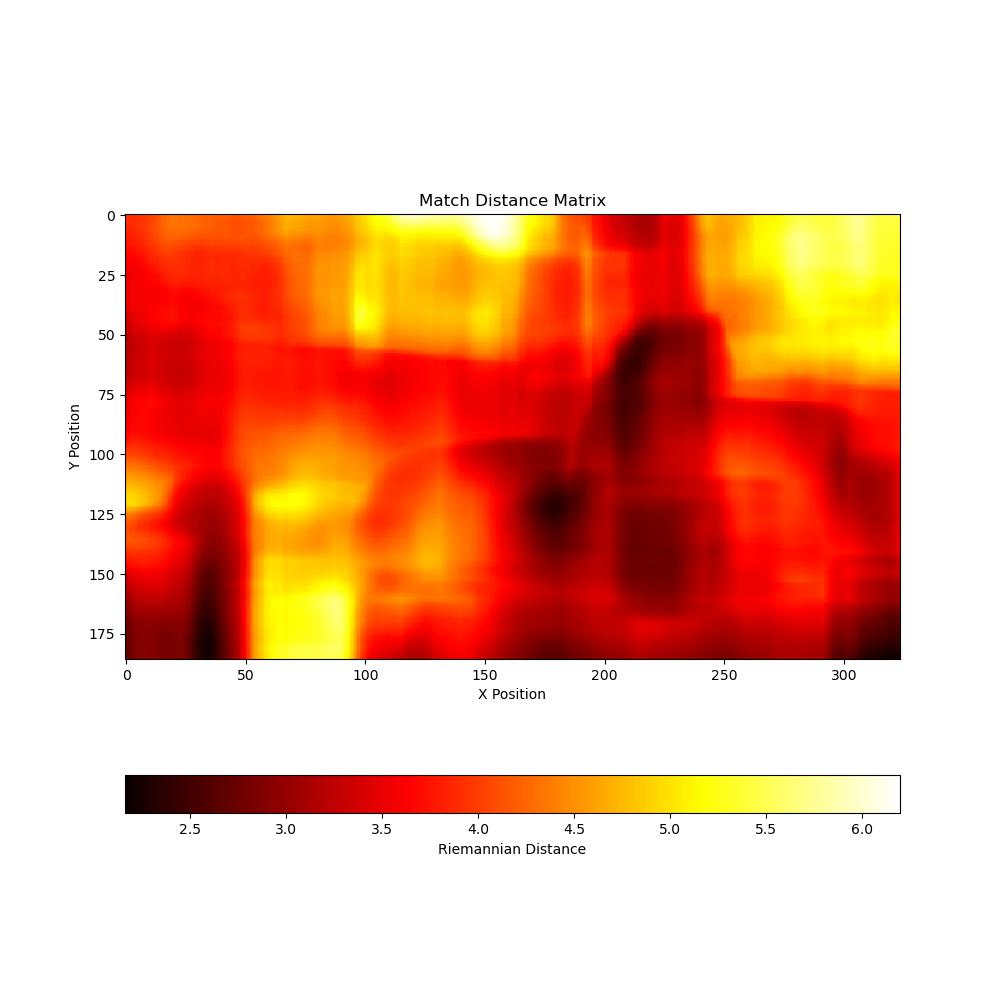 Match Distance Matrix
0
25
50
75
100
125
150
175
Y Position
0 50 100 150 200 250 300
X Position
2.5 3.0 3.5 4.0 4.5 5.0 5.5 6.0
Riemannian Distance